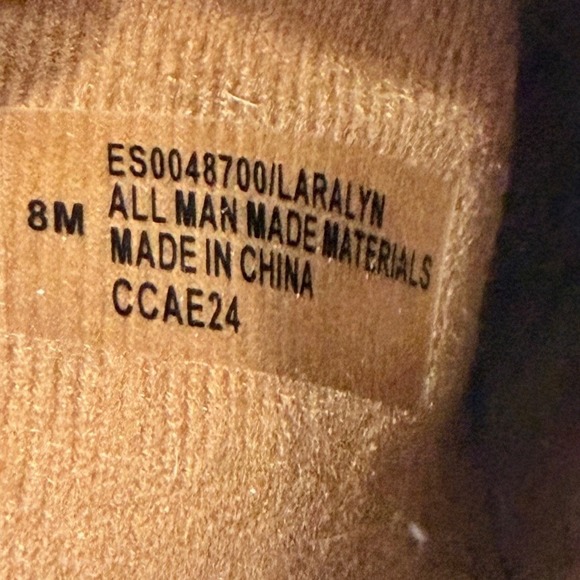 8M
ES0048700/LARALYN
ALL MAN MADE MATERIALS
MADE IN CHINA
CCAE24